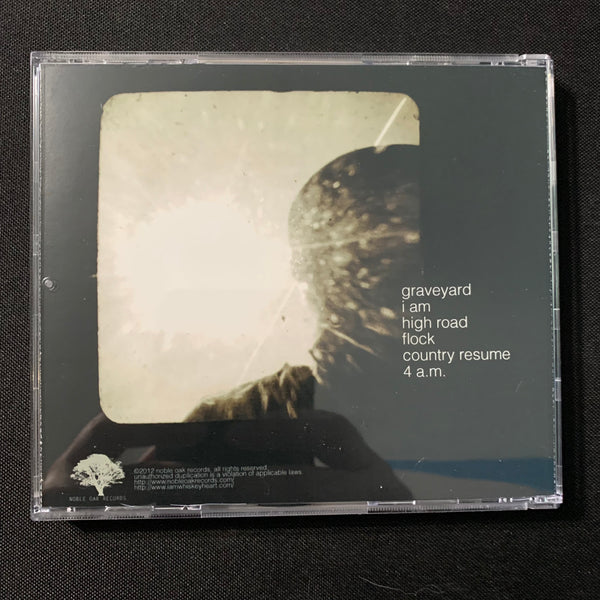 graveyard
i am
high road
flock
country resume
4 a.m.
©2012 noble oak records, all rights reserved.
unauthorized duplication is a violation of applicable laws.
http://www.nobleoakrecords.com/
http://www.iamwhiskeyheart.com/
NOBLE OAK RECORDS